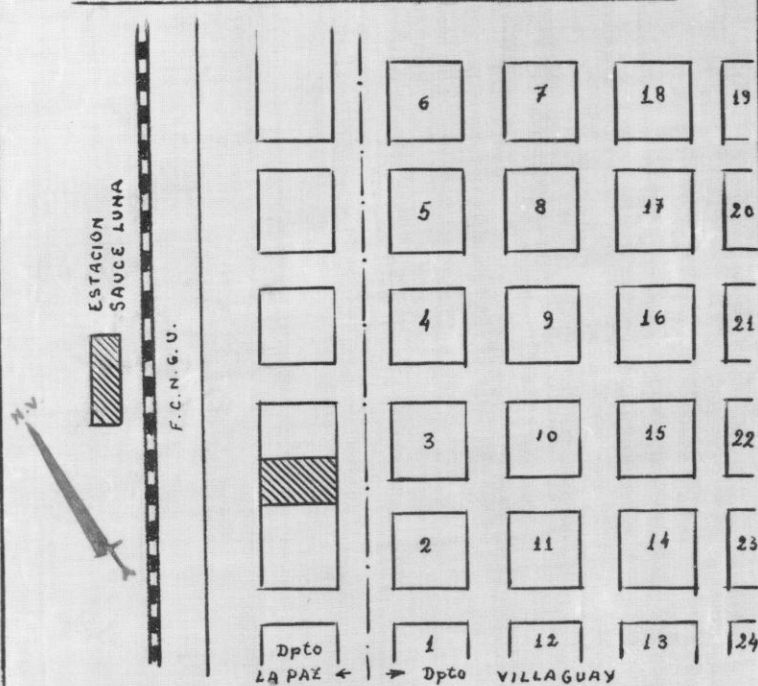 6 7 18 19
5 8 17 20
ESTACIÓN
SAUCE LUNA
4 9 16 21
F.C.N.G.U.
N.V.
3 10 15 22
2 11 14 23
1 12 13 24
Dpto
LA PAZ ← → Dpto VILLAGUAY